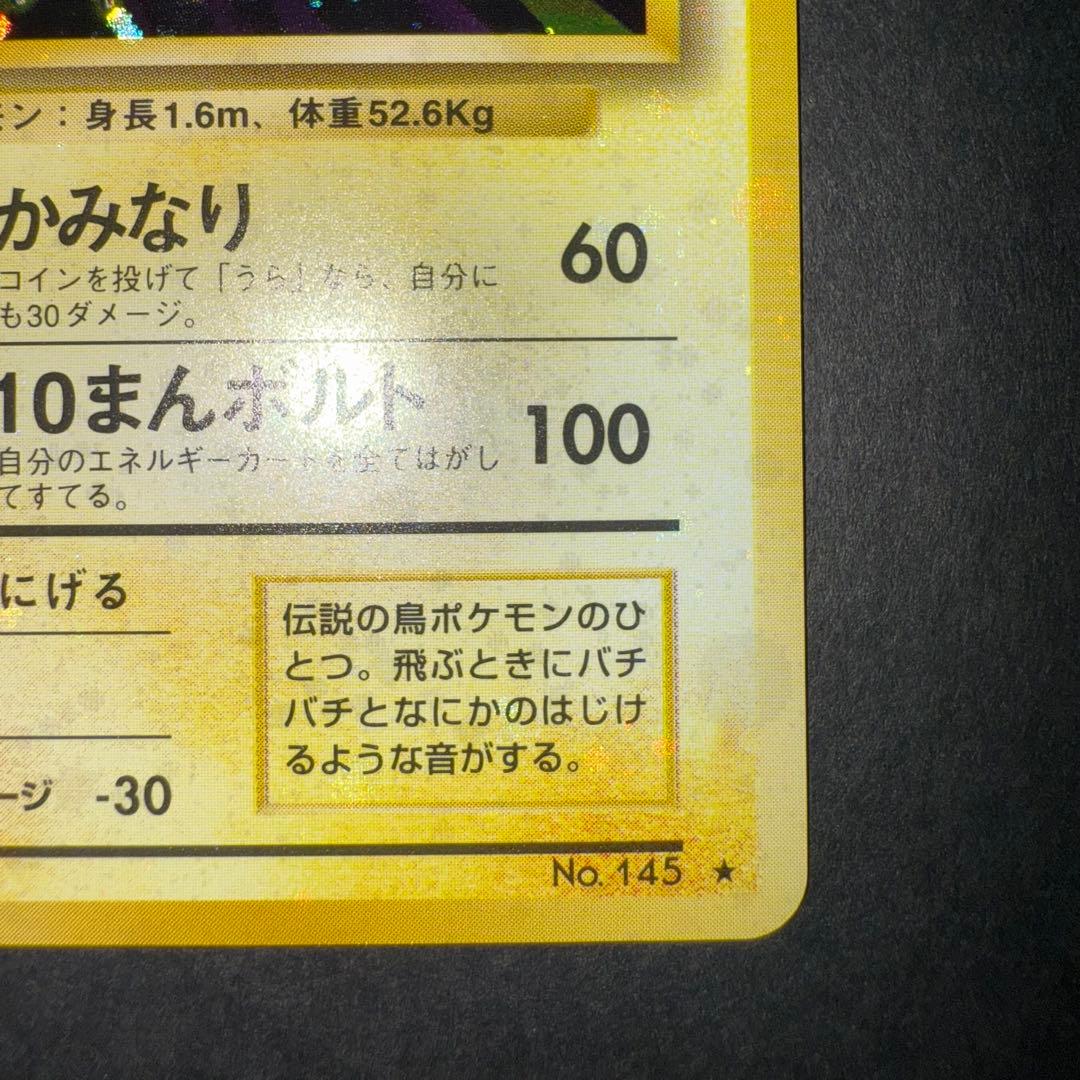 モン：身長1.6m、体重52.6Kg
かみなり 60
コインを投げて「うら」なら、自分に
も30ダメージ。
10まんボルト 100
自分のエネルギーカードを全てはがし
てすてる。
にげる
伝説の鳥ポケモンのひ
とつ。飛ぶときにバチ
バチとなにかのはじけ
るような音がする。
ージ -30
No. 145 ★